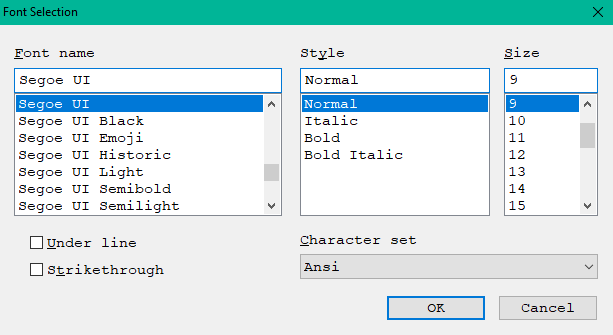 Font Selection
Font name
Style
Size
Segoe UI
Normal
9
Segoe UI
Normal
9
Segoe UI Black
Italic
10
Segoe UI Emoji
Bold
11
Segoe UI Historic
Bold Italic
12
Segoe UI Light
13
Segoe UI Semibold
14
Segoe UI Semilight
15
Under line
Character set
Strikethrough
Ansi
OK
Cancel